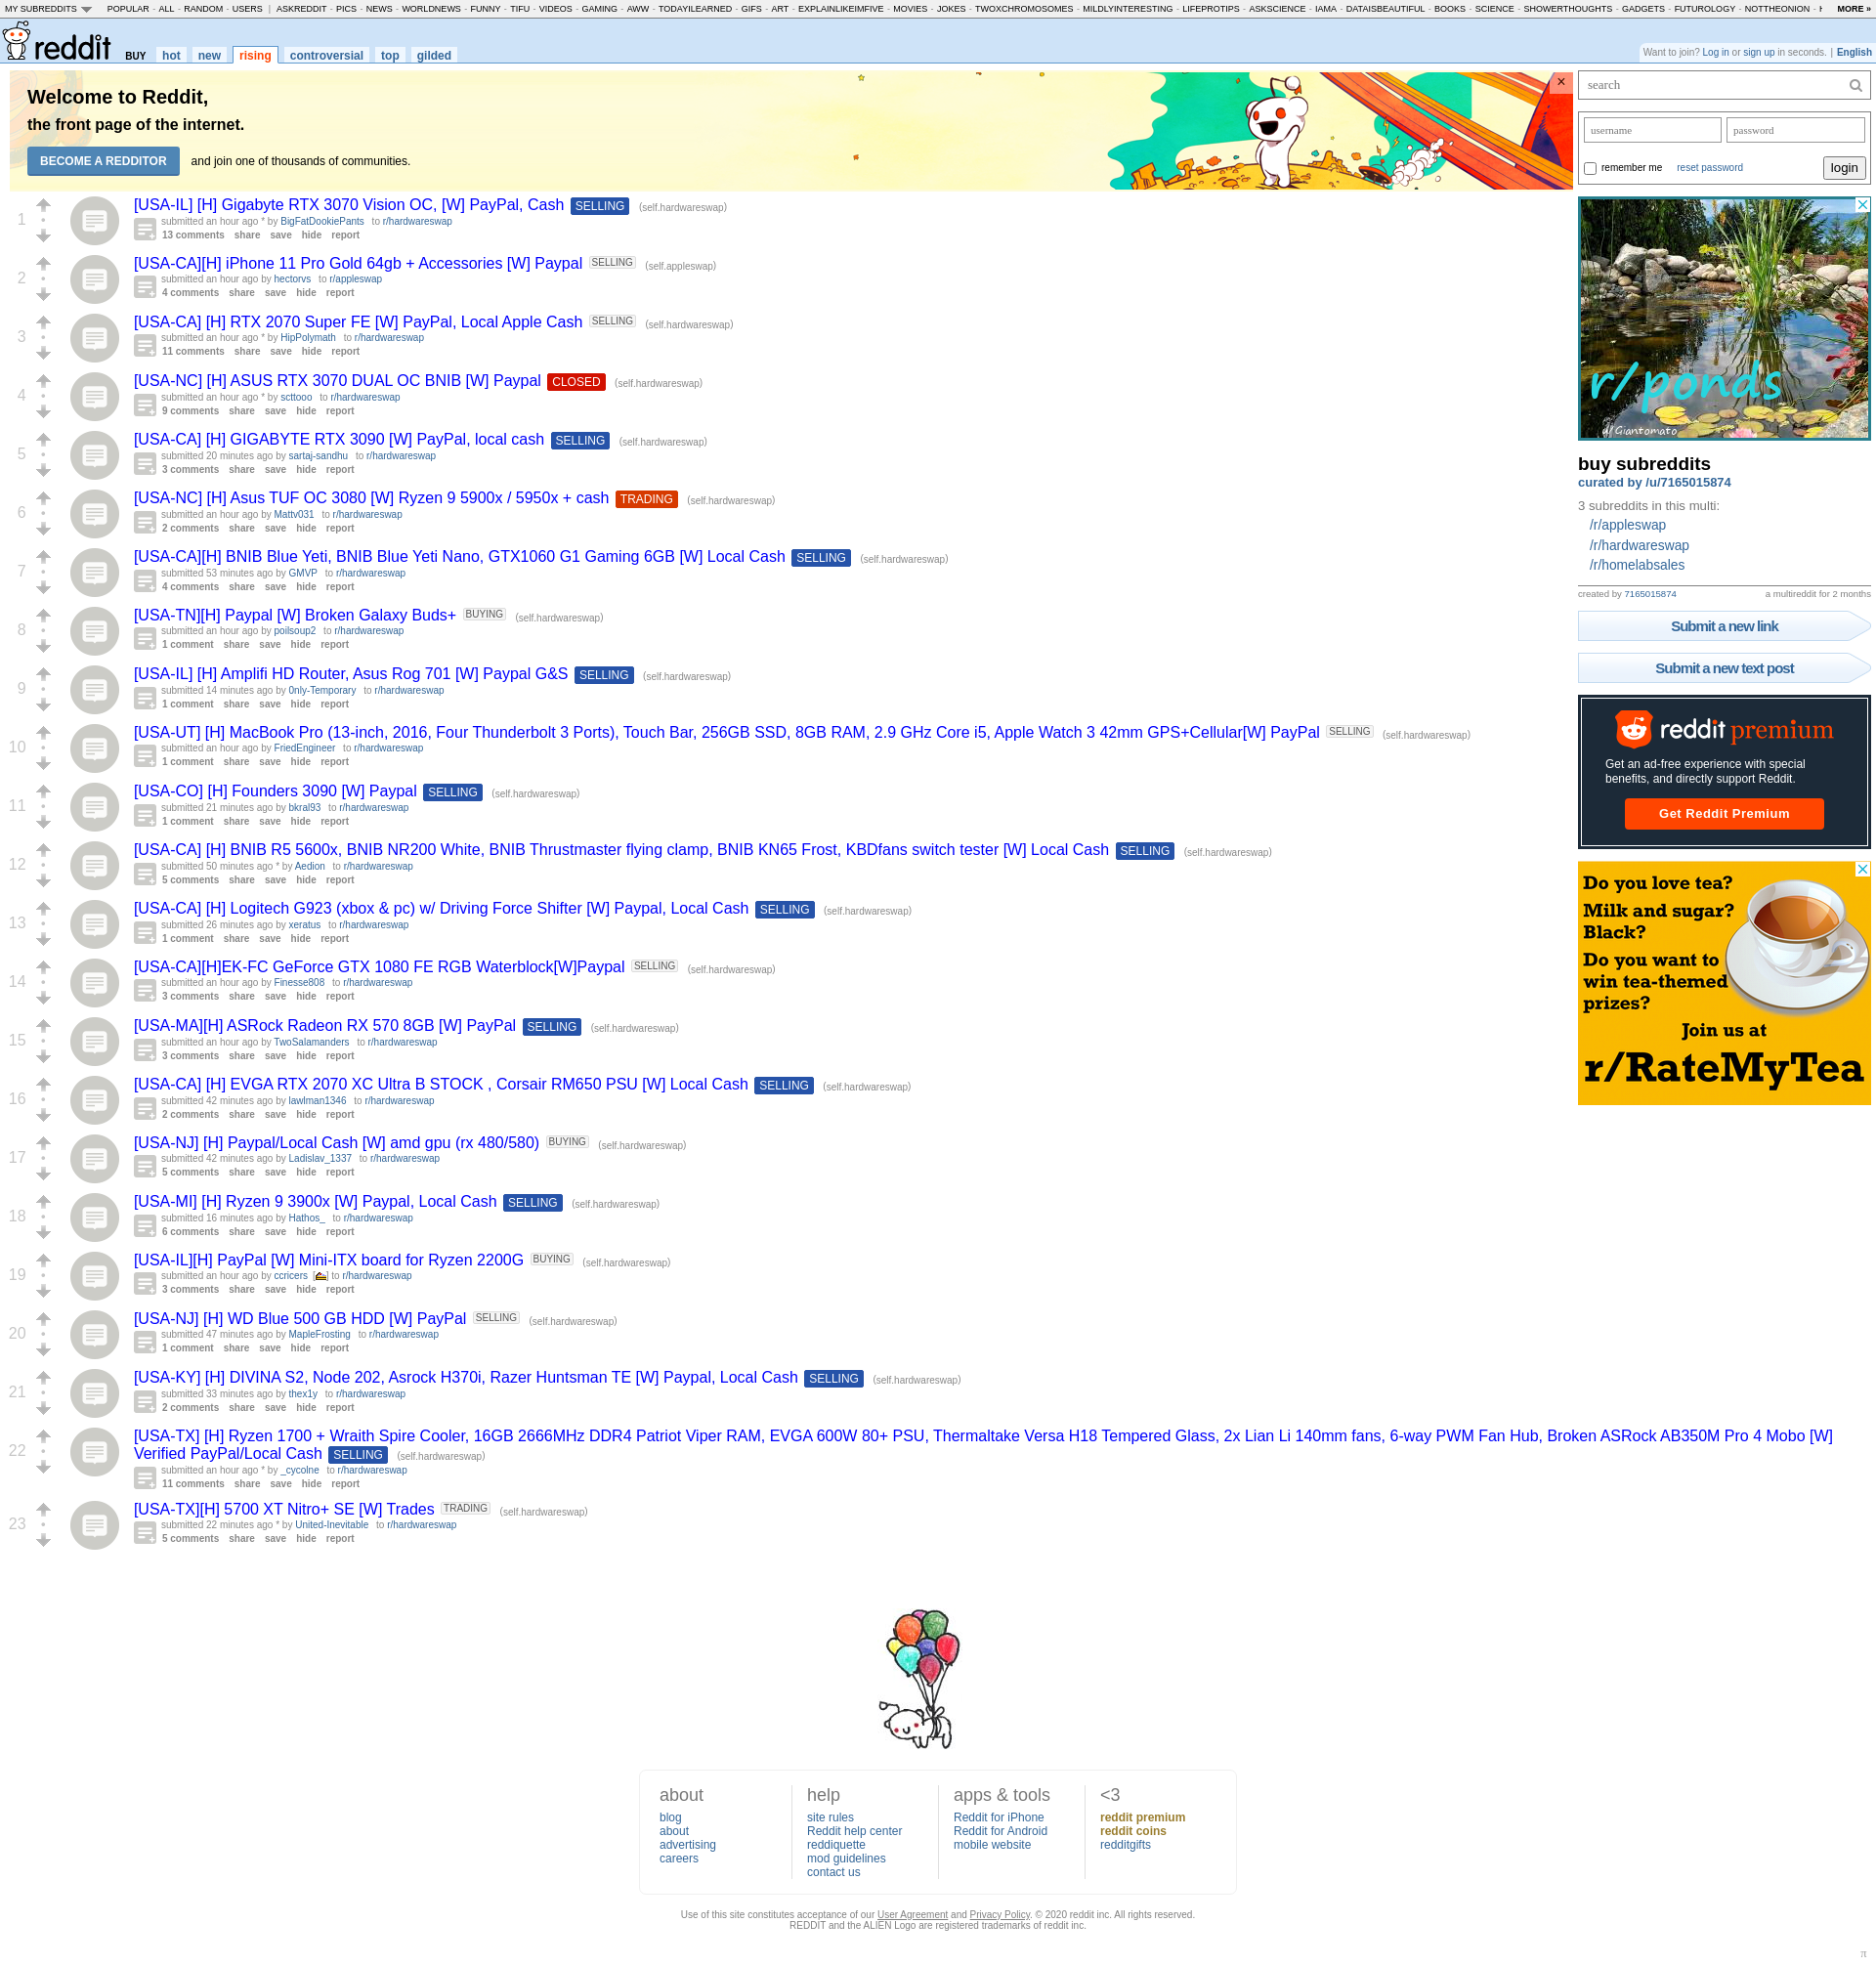 MY SUBREDDITS POPULAR - ALL - RANDOM - USERS | ASKREDDIT - PICS - NEWS - WORLDNEWS - FUNNY - TIFU - VIDEOS - GAMING - AWW - TODAYILEARNED - GIFS - ART - EXPLAINLIKEIMFIVE - MOVIES - JOKES - TWOXCHROMOSOMES - MILDLYINTERESTING - LIFEPROTIPS - ASKSCIENCE - IAMA - DATAISBEAUTIFUL - BOOKS - SCIENCE - SHOWERTHOUGHTS - GADGETS - FUTUROLOGY - NOTTHEONION - MORE »
reddit BUY hot new rising controversial top gilded
Want to join? Log in or sign up in seconds. | English
Welcome to Reddit,
the front page of the internet.
BECOME A REDDITOR and join one of thousands of communities.
×
1
[USA-IL] [H] Gigabyte RTX 3070 Vision OC, [W] PayPal, Cash SELLING (self.hardwareswap)
submitted an hour ago * by BigFatDookiePants to r/hardwareswap
13 comments share save hide report
2
[USA-CA][H] iPhone 11 Pro Gold 64gb + Accessories [W] Paypal SELLING (self.appleswap)
submitted an hour ago by hectorvs to r/appleswap
4 comments share save hide report
3
[USA-CA] [H] RTX 2070 Super FE [W] PayPal, Local Apple Cash SELLING (self.hardwareswap)
submitted an hour ago * by HipPolymath to r/hardwareswap
11 comments share save hide report
4
[USA-NC] [H] ASUS RTX 3070 DUAL OC BNIB [W] Paypal CLOSED (self.hardwareswap)
submitted an hour ago * by scttooo to r/hardwareswap
9 comments share save hide report
5
[USA-CA] [H] GIGABYTE RTX 3090 [W] PayPal, local cash SELLING (self.hardwareswap)
submitted 20 minutes ago by sartaj-sandhu to r/hardwareswap
3 comments share save hide report
6
[USA-NC] [H] Asus TUF OC 3080 [W] Ryzen 9 5900x / 5950x + cash TRADING (self.hardwareswap)
submitted an hour ago by Mattv031 to r/hardwareswap
2 comments share save hide report
7
[USA-CA][H] BNIB Blue Yeti, BNIB Blue Yeti Nano, GTX1060 G1 Gaming 6GB [W] Local Cash SELLING (self.hardwareswap)
submitted 53 minutes ago by GMVP to r/hardwareswap
4 comments share save hide report
8
[USA-TN][H] Paypal [W] Broken Galaxy Buds+ BUYING (self.hardwareswap)
submitted an hour ago by poilsoup2 to r/hardwareswap
1 comment share save hide report
9
[USA-IL] [H] Amplifi HD Router, Asus Rog 701 [W] Paypal G&S SELLING (self.hardwareswap)
submitted 14 minutes ago by 0nly-Temporary to r/hardwareswap
1 comment share save hide report
10
[USA-UT] [H] MacBook Pro (13-inch, 2016, Four Thunderbolt 3 Ports), Touch Bar, 256GB SSD, 8GB RAM, 2.9 GHz Core i5, Apple Watch 3 42mm GPS+Cellular[W] PayPal SELLING (self.hardwareswap)
submitted an hour ago by FriedEngineer to r/hardwareswap
1 comment share save hide report
11
[USA-CO] [H] Founders 3090 [W] Paypal SELLING (self.hardwareswap)
submitted 21 minutes ago by bkral93 to r/hardwareswap
1 comment share save hide report
12
[USA-CA] [H] BNIB R5 5600x, BNIB NR200 White, BNIB Thrustmaster flying clamp, BNIB KN65 Frost, KBDfans switch tester [W] Local Cash SELLING (self.hardwareswap)
submitted 50 minutes ago * by Aedion to r/hardwareswap
5 comments share save hide report
13
[USA-CA] [H] Logitech G923 (xbox & pc) w/ Driving Force Shifter [W] Paypal, Local Cash SELLING (self.hardwareswap)
submitted 26 minutes ago by xeratus to r/hardwareswap
1 comment share save hide report
14
[USA-CA][H]EK-FC GeForce GTX 1080 FE RGB Waterblock[W]Paypal SELLING (self.hardwareswap)
submitted an hour ago by Finesse808 to r/hardwareswap
3 comments share save hide report
15
[USA-MA][H] ASRock Radeon RX 570 8GB [W] PayPal SELLING (self.hardwareswap)
submitted an hour ago by TwoSalamanders to r/hardwareswap
3 comments share save hide report
16
[USA-CA] [H] EVGA RTX 2070 XC Ultra B STOCK , Corsair RM650 PSU [W] Local Cash SELLING (self.hardwareswap)
submitted 42 minutes ago by lawlman1346 to r/hardwareswap
2 comments share save hide report
17
[USA-NJ] [H] Paypal/Local Cash [W] amd gpu (rx 480/580) BUYING (self.hardwareswap)
submitted 42 minutes ago by Ladislav_1337 to r/hardwareswap
5 comments share save hide report
18
[USA-MI] [H] Ryzen 9 3900x [W] Paypal, Local Cash SELLING (self.hardwareswap)
submitted 16 minutes ago by Hathos_ to r/hardwareswap
6 comments share save hide report
19
[USA-IL][H] PayPal [W] Mini-ITX board for Ryzen 2200G BUYING (self.hardwareswap)
submitted an hour ago by ccricers [] to r/hardwareswap
3 comments share save hide report
20
[USA-NJ] [H] WD Blue 500 GB HDD [W] PayPal SELLING (self.hardwareswap)
submitted 47 minutes ago by MapleFrosting to r/hardwareswap
1 comment share save hide report
21
[USA-KY] [H] DIVINA S2, Node 202, Asrock H370i, Razer Huntsman TE [W] Paypal, Local Cash SELLING (self.hardwareswap)
submitted 33 minutes ago by thex1y to r/hardwareswap
2 comments share save hide report
22
[USA-TX] [H] Ryzen 1700 + Wraith Spire Cooler, 16GB 2666MHz DDR4 Patriot Viper RAM, EVGA 600W 80+ PSU, Thermaltake Versa H18 Tempered Glass, 2x Lian Li 140mm fans, 6-way PWM Fan Hub, Broken ASRock AB350M Pro 4 Mobo [W]
Verified PayPal/Local Cash SELLING (self.hardwareswap)
submitted an hour ago * by _cycolne to r/hardwareswap
11 comments share save hide report
23
[USA-TX][H] 5700 XT Nitro+ SE [W] Trades TRADING (self.hardwareswap)
submitted 22 minutes ago * by United-Inevitable to r/hardwareswap
5 comments share save hide report
search
username password
remember me reset password login
r/ponds
u/Giantomato
buy subreddits
curated by /u/7165015874
3 subreddits in this multi:
/r/appleswap
/r/hardwareswap
/r/homelabsales
created by 7165015874 a multireddit for 2 months
Submit a new link
Submit a new text post
reddit premium
Get an ad-free experience with special
benefits, and directly support Reddit.
Get Reddit Premium
Do you love tea?
Milk and sugar?
Black?
Do you want to
win tea-themed
prizes?
Join us at
r/RateMyTea
about
blog
about
advertising
careers
help
site rules
Reddit help center
reddiquette
mod guidelines
contact us
apps & tools
Reddit for iPhone
Reddit for Android
mobile website
<3
reddit premium
reddit coins
redditgifts
Use of this site constitutes acceptance of our User Agreement and Privacy Policy. © 2020 reddit inc. All rights reserved.
REDDIT and the ALIEN Logo are registered trademarks of reddit inc.
π